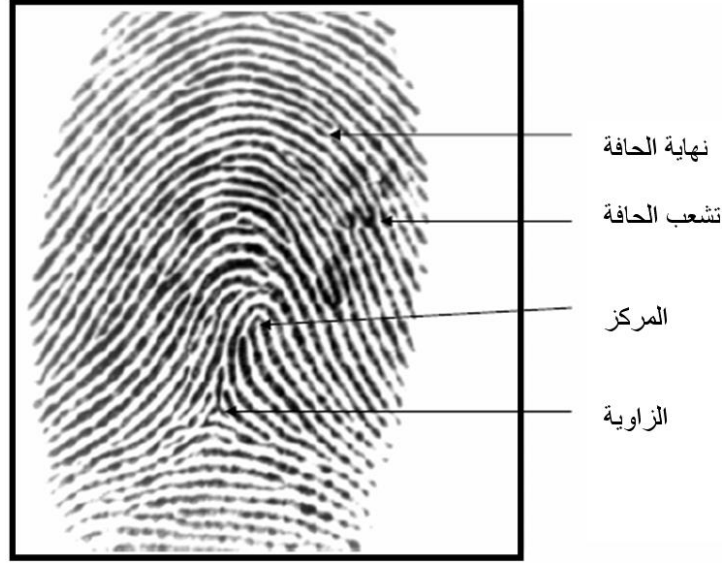 نهاية الحافة
تشعب الحافة
المركز
الزاوية